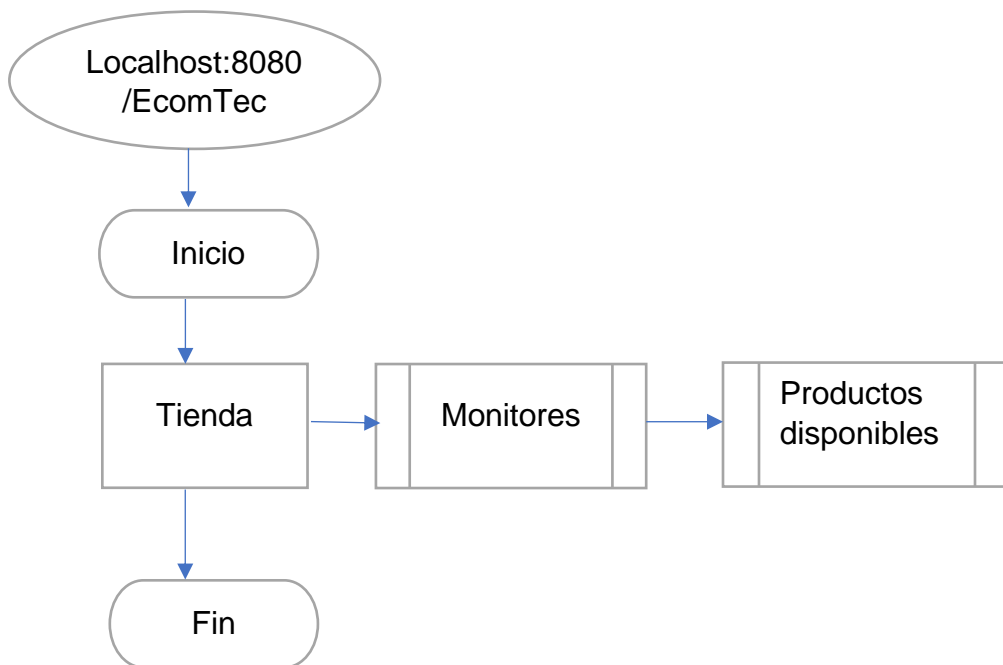 Localhost:8080
/EcomTec
Inicio
Tienda
Monitores
Productos
disponibles
Fin